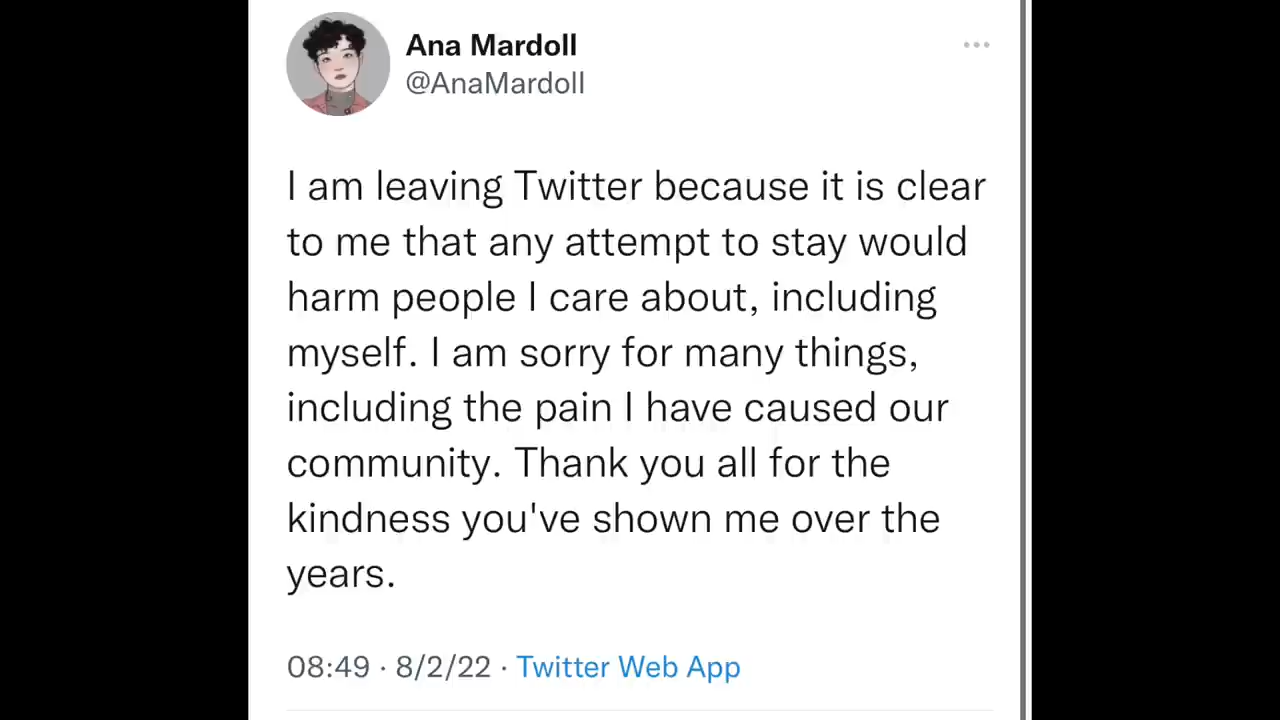 Ana Mardoll
@AnaMardoll
I am leaving Twitter because it is clear
to me that any attempt to stay would
harm people I care about, including
myself. I am sorry for many things,
including the pain I have caused our
community. Thank you all for the
kindness you've shown me over the
years.
08:49 · 8/2/22 · Twitter Web App